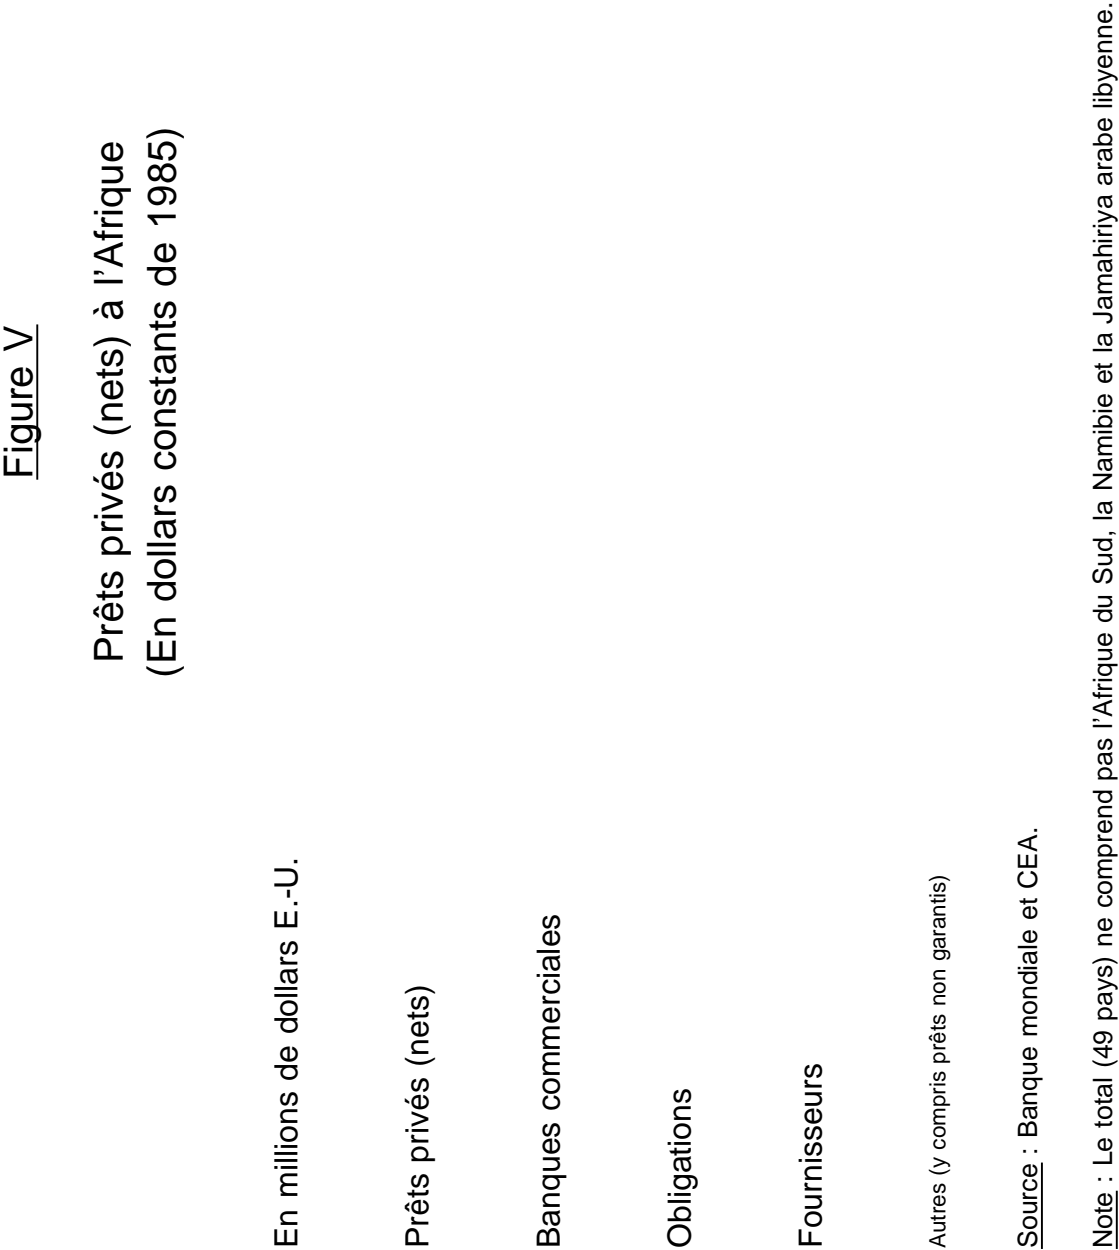 Figure V
Prêts privés (nets) à l’Afrique
(En dollars constants de 1985)
En millions de dollars E.-U.
Prêts privés (nets)
Banques commerciales
Obligations
Fournisseurs
Autres (y compris prêts non garantis)
Source : Banque mondiale et CEA.
Note : Le total (49 pays) ne comprend pas l’Afrique du Sud, la Namibie et la Jamahiriya arabe libyenne.